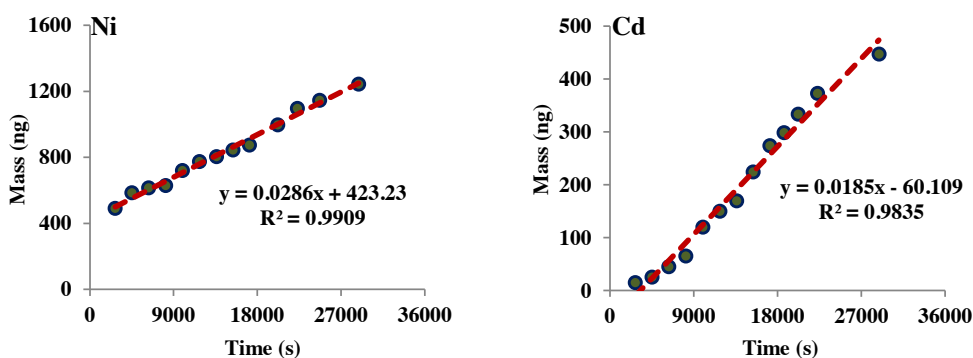 Ni
1600
1200
800
400
0
Mass (ng)
y = 0.0286x + 423.23
R² = 0.9909
0 9000 18000 27000 36000
Time (s)
Cd
500
400
300
200
100
0
Mass (ng)
y = 0.0185x - 60.109
R² = 0.9835
0 9000 18000 27000 36000
Time (s)